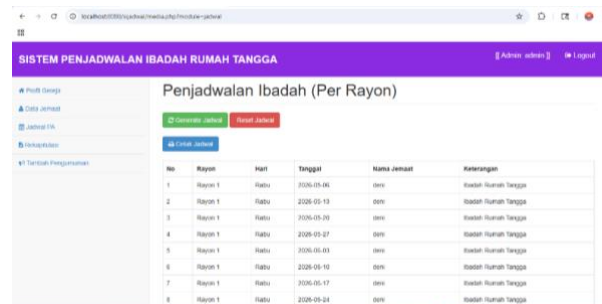 localhost:8080/sjadwal/media.php?module=jadwal
SISTEM PENJADWALAN IBADAH RUMAH TANGGA
[[ Admin: admin ]]
Logout
Profil Gereja
Data Jemaat
Jadwal PA
Rekapitulasi
Tambah Pengumuman
Penjadwalan Ibadah (Per Rayon)
Generate Jadwal Reset Jadwal
Cetak Jadwal
No Rayon Hari Tanggal Nama Jemaat Keterangan
1 Rayon 1 Rabu 2026-05-06 deni Ibadah Rumah Tangga
2 Rayon 1 Rabu 2026-05-13 deni Ibadah Rumah Tangga
3 Rayon 1 Rabu 2026-05-20 deni Ibadah Rumah Tangga
4 Rayon 1 Rabu 2026-05-27 deni Ibadah Rumah Tangga
5 Rayon 1 Rabu 2026-06-03 deni Ibadah Rumah Tangga
6 Rayon 1 Rabu 2026-06-10 deni Ibadah Rumah Tangga
7 Rayon 1 Rabu 2026-06-17 deni Ibadah Rumah Tangga
8 Rayon 1 Rabu 2026-06-24 deni Ibadah Rumah Tangga